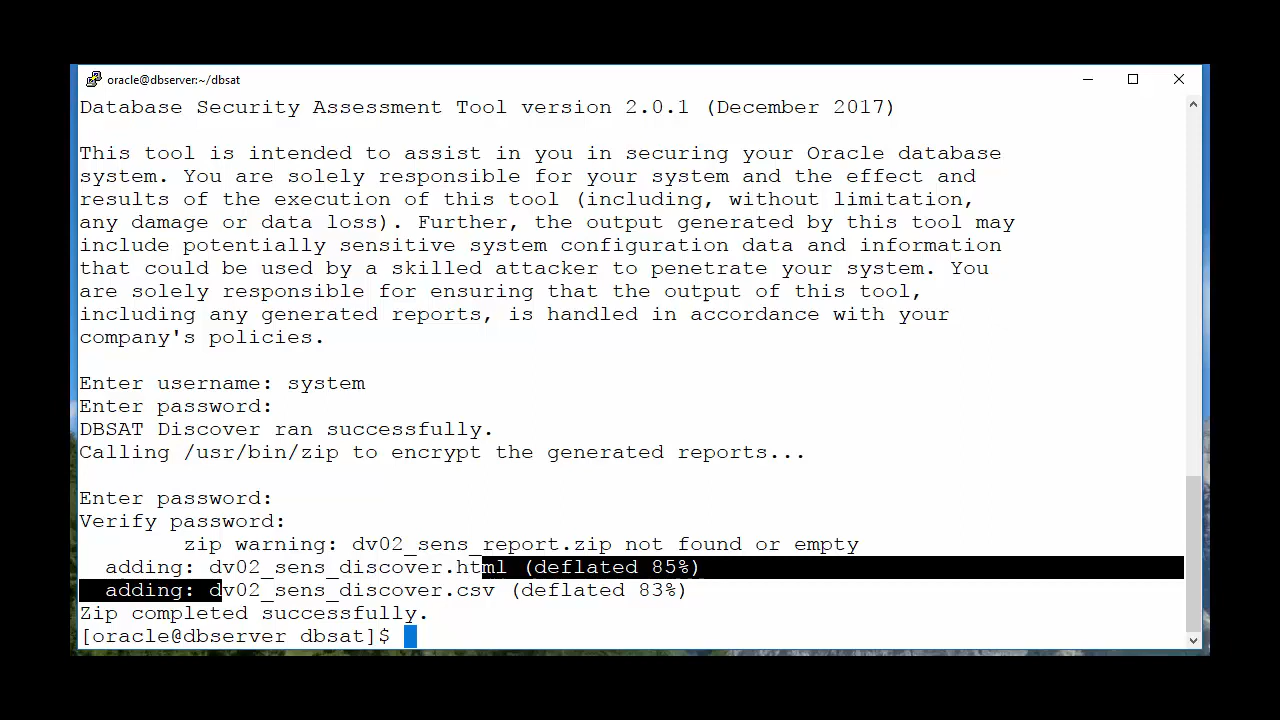 oracle@dbserver:~/dbsat
Database Security Assessment Tool version 2.0.1 (December 2017)
This tool is intended to assist in you in securing your Oracle database
system. You are solely responsible for your system and the effect and
results of the execution of this tool (including, without limitation,
any damage or data loss). Further, the output generated by this tool may
include potentially sensitive system configuration data and information
that could be used by a skilled attacker to penetrate your system. You
are solely responsible for ensuring that the output of this tool,
including any generated reports, is handled in accordance with your
company's policies.
Enter username: system
Enter password:
DBSAT Discover ran successfully.
Calling /usr/bin/zip to encrypt the generated reports...
Enter password:
Verify password:
zip warning: dv02_sens_report.zip not found or empty
adding: dv02_sens_discover.html (deflated 85%)
adding: dv02_sens_discover.csv (deflated 83%)
Zip completed successfully.
[oracle@dbserver dbsat]$